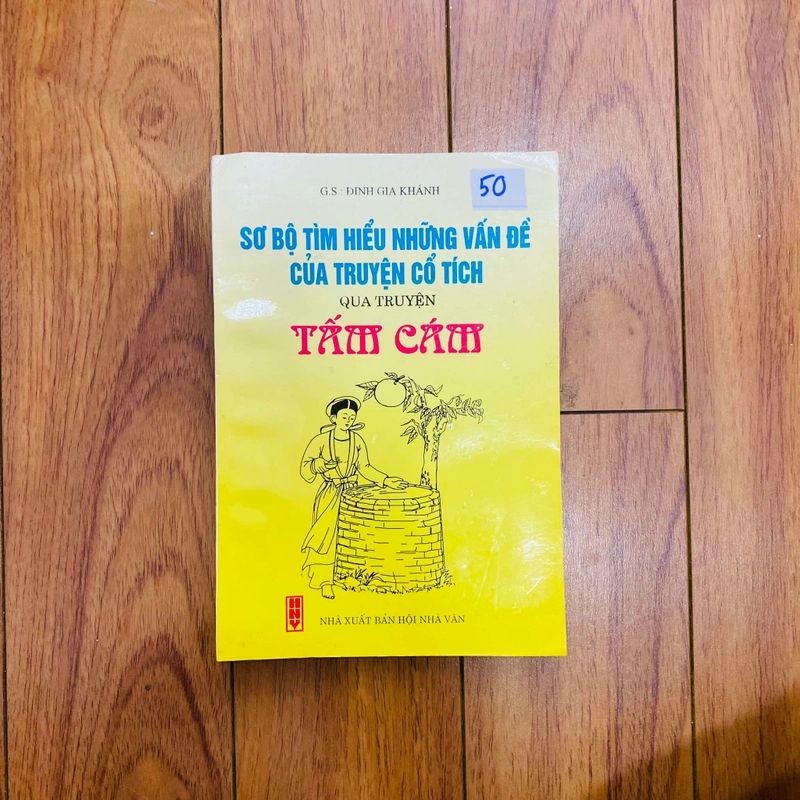 G.S : ĐINH GIA KHÁNH
50
SƠ BỘ TÌM HIỂU NHỮNG VẤN ĐỀ
CỦA TRUYỆN CỔ TÍCH
QUA TRUYỆN
TẤM CÁM
HNV
NHÀ XUẤT BẢN HỘI NHÀ VĂN